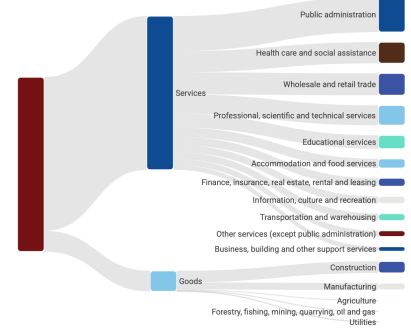 Public administration
Health care and social assistance
Wholesale and retail trade
Services
Professional, scientific and technical services
Educational services
Accommodation and food services
Finance, insurance, real estate, rental and leasing
Information, culture and recreation
Transportation and warehousing
Other services (except public administration)
Business, building and other support services
Construction
Goods
Manufacturing
Agriculture
Forestry, fishing, mining, quarrying, oil and gas
Utilities